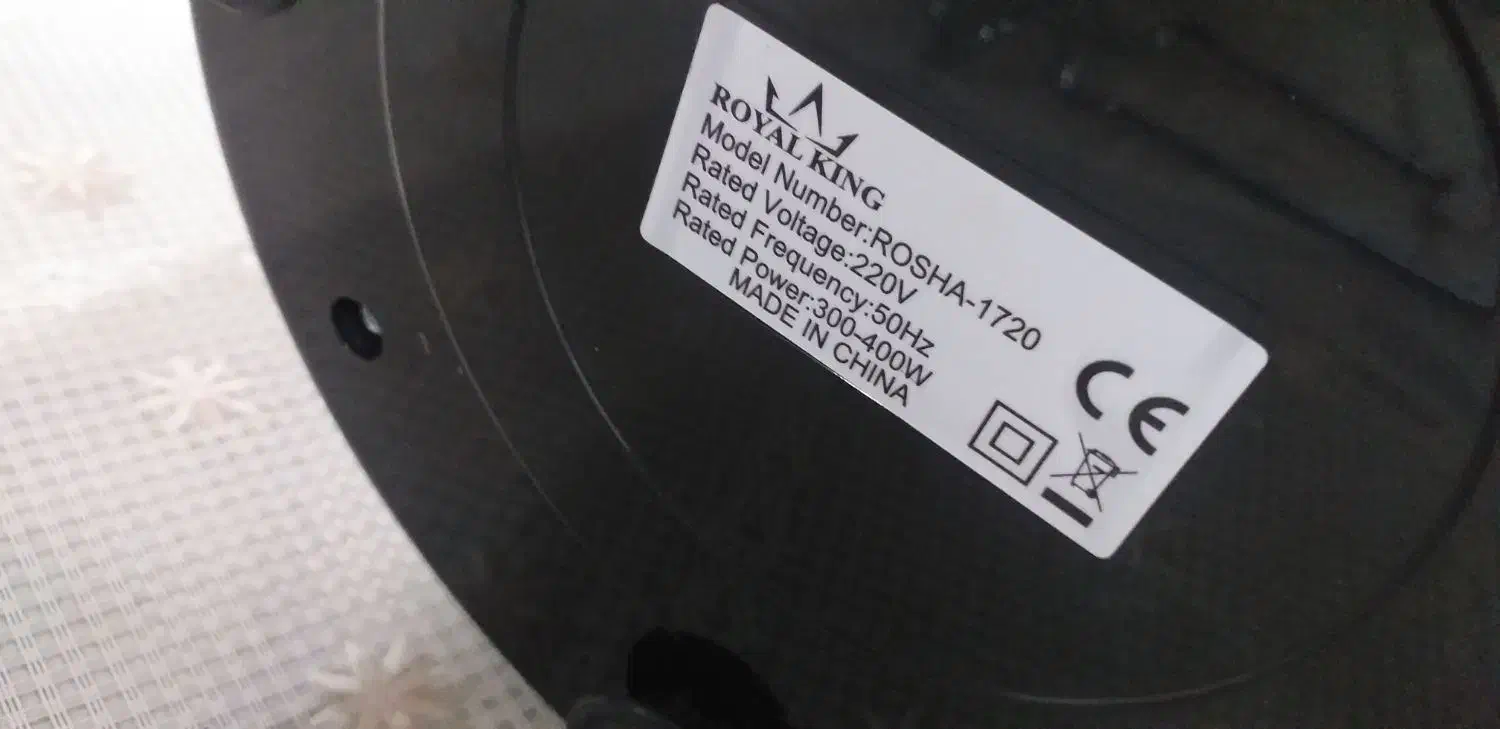 ROYAL KING
Model Number:ROSHA-1720
Rated Voltage:220V
Rated Frequency:50Hz
Rated Power:300-400W
MADE IN CHINA
CE